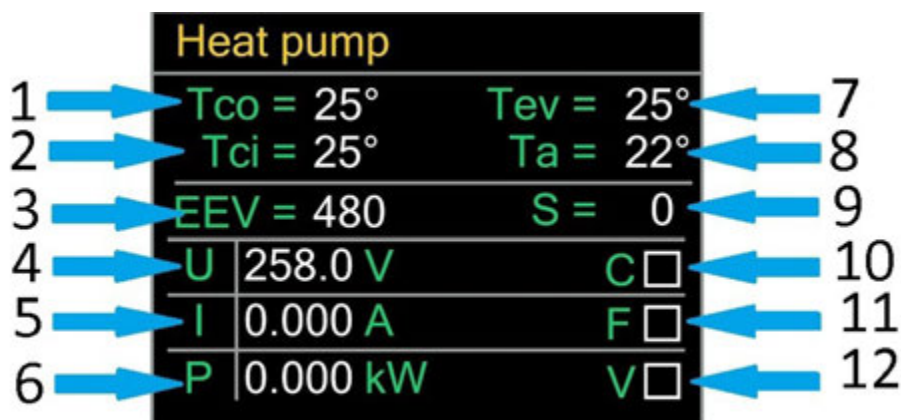 Heat pump
1 Tco = 25° Tev = 25° 7
2 Tci = 25° Ta = 22° 8
3 EEV = 480 S = 0 9
4 U 258.0 V C 10
5 I 0.000 A F 11
6 P 0.000 kW V 12